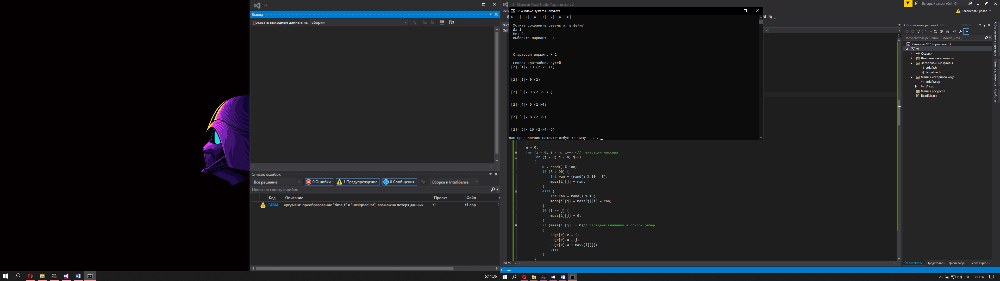 t1
Вывод
Показать выходные данные из: сборки
Список ошибок
Все решение
0 Ошибки
1 Предупреждение
0 Сообщения
Сборка и IntelliSense
Поиск по списку ошибок
Код Описание Проект Файл
C4244 аргумент: преобразование "time_t" в "unsigned int", возможна потеря данных t1 t1.cpp 1
5:11:36
t1 - Microsoft Visual Studio (Администратор)
Быстрый запуск (Ctrl+Q)
Владислав Грозов
C:\Windows\system32\cmd.exe
6 | 9| 4| 3| 2| 4| 0|
Хотите сохранить результат в файл?
Да-1
Нет-2
Выберите вариант - 1
Стартовая вершина = 2
Список кратчайших путей:
[2]-[1]= 13 (2->5->1)
[2]-[2]= 0 (2)
[2]-[3]= 9 (2->5->3)
[2]-[4]= 9 (2->4)
[2]-[5]= 8 (2->5)
[2]-[6]= 16 (2->4->6)
Для продолжения нажмите любую клавишу . . .
}
e = 0;
for (i = 0; i < n; i++) {// генерация массива
for (j = 0; j < n; j++)
{
R = rand() % 100;
if (R > 90) {
int ran = (rand() % 10 - 5);
mass[i][j] = ran;
}
else {
int ran = rand() % 10;
mass[i][j] = mass[j][i] = ran;
}
if (i == j) {
mass[i][j] = 0;
}
if (mass[i][j] != 0)// передача значений в список ребер
{
edge[e].v = i;
edge[e].u = j;
edge[e].w = mass[i][j];
e++;
}
}
110 %
Готово
Обозреватель решений
Обозреватель решений — поиск (Ctrl+;)
Решение "t1" (проектов: 1)
t1
Ссылки
Внешние зависимости
Заголовочные файлы
stdafx.h
targetver.h
Файлы исходного кода
stdafx.cpp
t1.cpp
Файлы ресурсов
ReadMe.txt
Обозревате... Представле... Диспетчер... Team Explor...
Обозреватель серверов
Панель элементов
Свойства
РУС 5:11:36